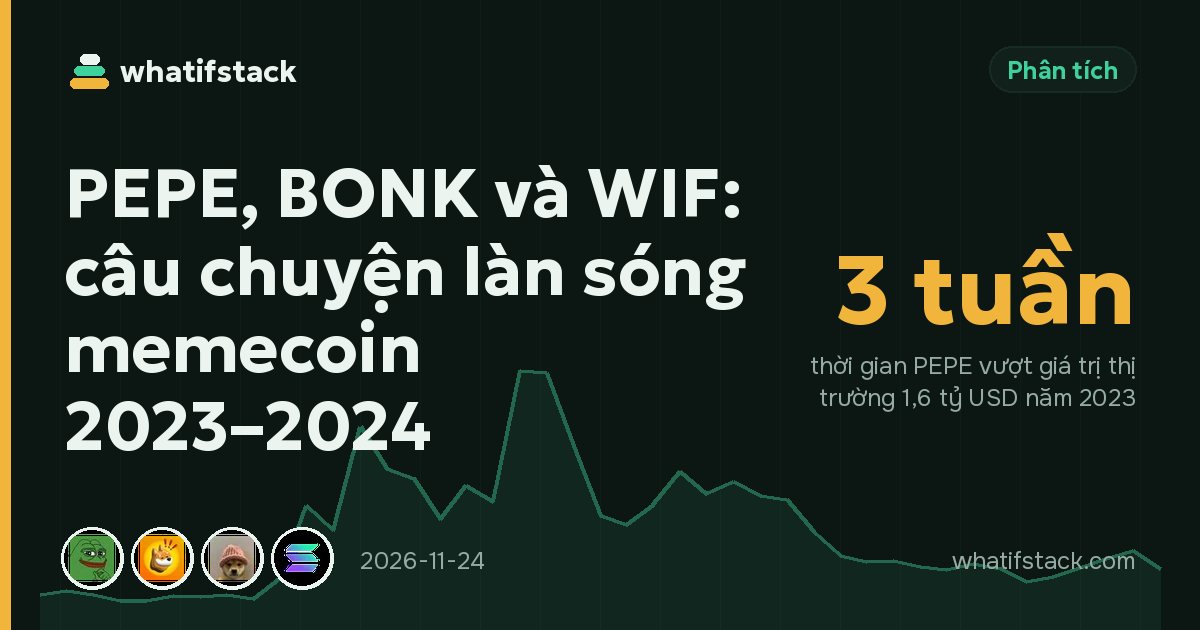 whatifstack
Phân tích
PEPE, BONK và WIF:
câu chuyện làn sóng
memecoin
2023–2024
3 tuần
thời gian PEPE vượt giá trị thị
trường 1,6 tỷ USD năm 2023
2026-11-24
whatifstack.com